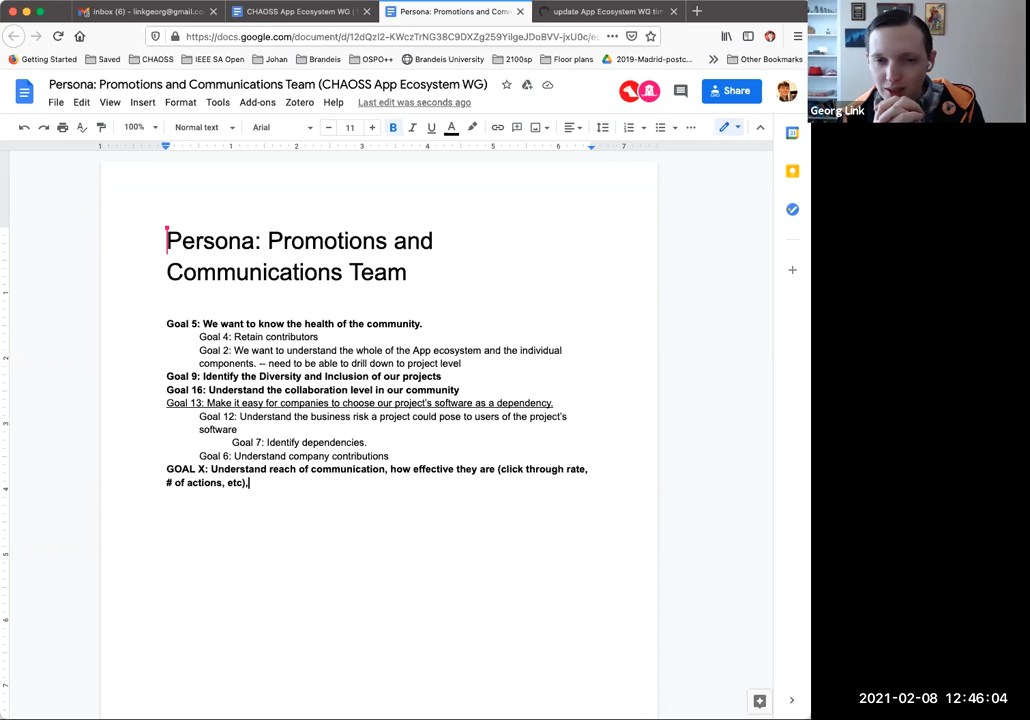 inbox (6) - linkgeorg@gmail.co
CHAOSS App Ecosystem WG |
Persona: Promotions and Com
update App Ecosystem WG tim
https://docs.google.com/document/d/12dQzI2-KWczTrNG38C9DXZg259YilgeJDoBVV-jxU0c/e
Getting Started
Saved
CHAOSS
IEEE SA Open
Johan
Brandeis
OSPO++
Brandeis University
2100sp
Floor plans
2019-Madrid-postc...
Other Bookmarks
Persona: Promotions and Communications Team (CHAOSS App Ecosystem WG)
File Edit View Insert Format Tools Add-ons Zotero Help Last edit was seconds ago
Share
Georg Link
100% Normal text Arial 11 B I U A
1 1 2 3 4 5 6 7
Persona: Promotions and
Communications Team
Goal 5: We want to know the health of the community.
Goal 4: Retain contributors
Goal 2: We want to understand the whole of the App ecosystem and the individual
components. -- need to be able to drill down to project level
Goal 9: Identify the Diversity and Inclusion of our projects
Goal 16: Understand the collaboration level in our community
Goal 13: Make it easy for companies to choose our project's software as a dependency.
Goal 12: Understand the business risk a project could pose to users of the project's
software
Goal 7: Identify dependencies.
Goal 6: Understand company contributions
GOAL X: Understand reach of communication, how effective they are (click through rate,
# of actions, etc),
2021-02-08 12:46:04